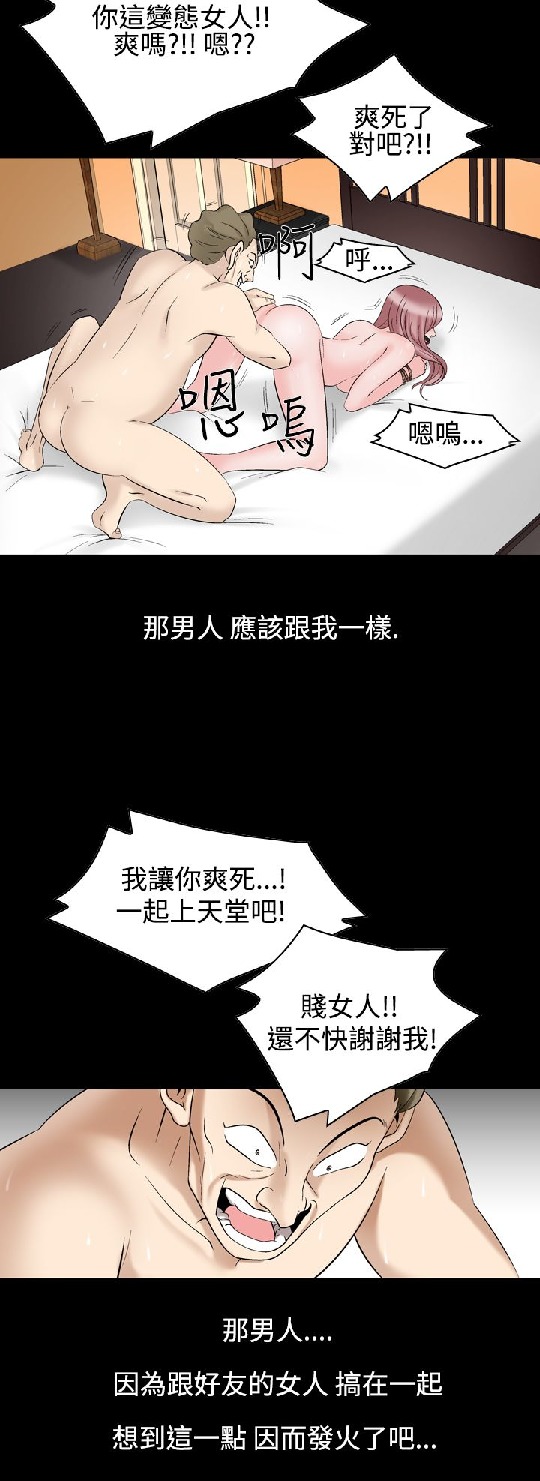 你這變態女人!!
爽嗎?!! 嗯??
爽死了
對吧?!!
啊
呼...
嗯
嗚
嗯嗚...
那男人 應該跟我一樣.
我讓你爽死...!
一起上天堂吧!
賤女人!!
還不快謝謝我!
那男人....
因為跟好友的女人 搞在一起
想到這一點 因而發火了吧...